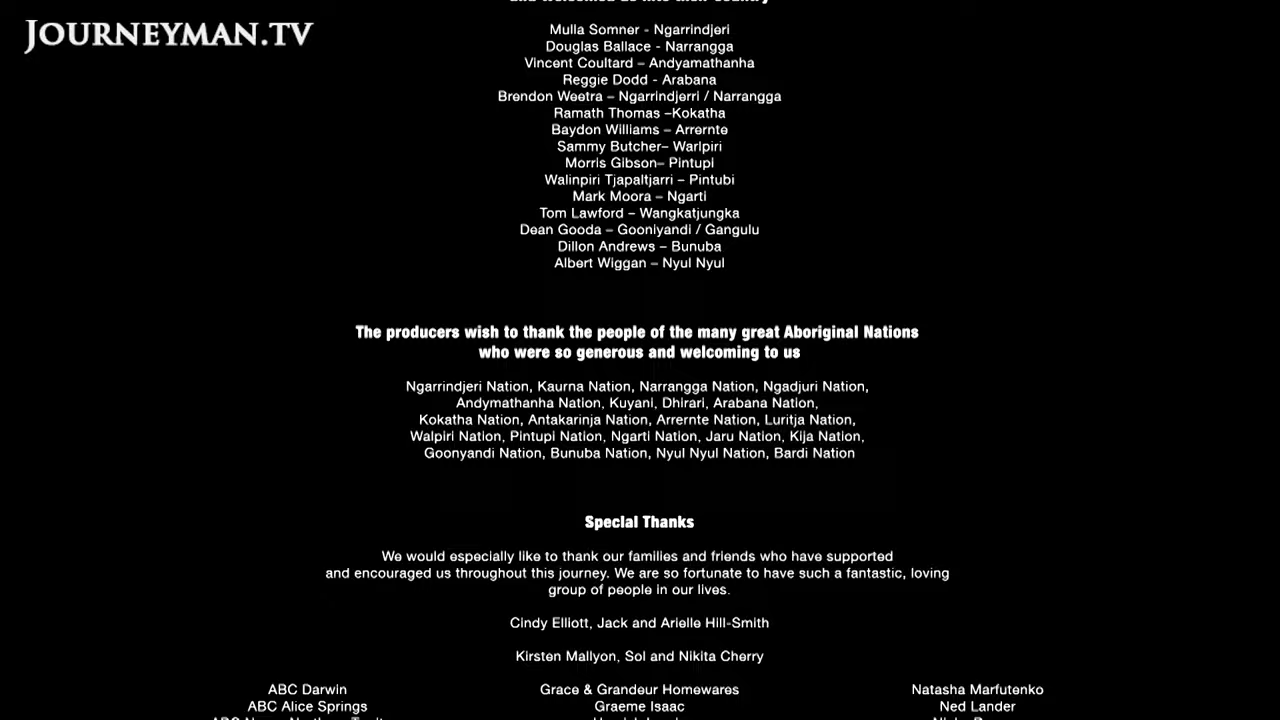 JOURNEYMAN.TV
Mulla Somner - Ngarrindjeri
Douglas Ballace - Narrangga
Vincent Coultard – Andyamathanha
Reggie Dodd - Arabana
Brendon Weetra – Ngarrindjerri / Narrangga
Ramath Thomas –Kokatha
Baydon Williams – Arrernte
Sammy Butcher– Warlpiri
Morris Gibson– Pintupi
Walinpiri Tjapaltjarri – Pintubi
Mark Moora – Ngarti
Tom Lawford – Wangkatjungka
Dean Gooda – Gooniyandi / Gangulu
Dillon Andrews – Bunuba
Albert Wiggan – Nyul Nyul
The producers wish to thank the people of the many great Aboriginal Nations
who were so generous and welcoming to us
Ngarrindjeri Nation, Kaurna Nation, Narrangga Nation, Ngadjuri Nation,
Andymathanha Nation, Kuyani, Dhirari, Arabana Nation,
Kokatha Nation, Antakarinja Nation, Arrernte Nation, Luritja Nation,
Walpiri Nation, Pintupi Nation, Ngarti Nation, Jaru Nation, Kija Nation,
Goonyandi Nation, Bunuba Nation, Nyul Nyul Nation, Bardi Nation
Special Thanks
We would especially like to thank our families and friends who have supported
and encouraged us throughout this journey. We are so fortunate to have such a fantastic, loving
group of people in our lives.
Cindy Elliott, Jack and Arielle Hill-Smith
Kirsten Mallyon, Sol and Nikita Cherry
ABC Darwin Grace & Grandeur Homewares Natasha Marfutenko
ABC Alice Springs Graeme Isaac Ned Lander